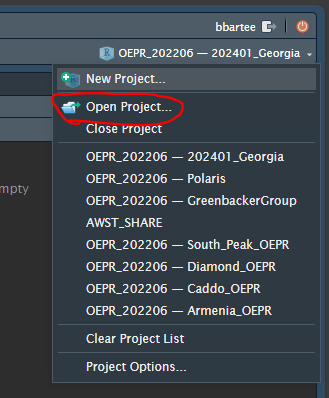 bbartee
OEPR_202206 — 202401_Georgia
New Project...
Open Project...
Close Project
mpty
OEPR_202206 — 202401_Georgia
OEPR_202206 — Polaris
OEPR_202206 — GreenbackerGroup
AWST_SHARE
OEPR_202206 — South_Peak_OEPR
OEPR_202206 — Diamond_OEPR
OEPR_202206 — Caddo_OEPR
OEPR_202206 — Armenia_OEPR
Clear Project List
Project Options...